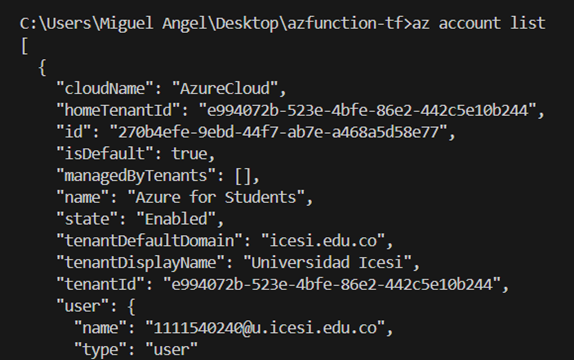 C:\Users\Miguel Angel\Desktop\azfunction-tf>az account list
[
  {
    "cloudName": "AzureCloud",
    "homeTenantId": "e994072b-523e-4bfe-86e2-442c5e10b244",
    "id": "270b4efe-9ebd-44f7-ab7e-a468a5d58e77",
    "isDefault": true,
    "managedByTenants": [],
    "name": "Azure for Students",
    "state": "Enabled",
    "tenantDefaultDomain": "icesi.edu.co",
    "tenantDisplayName": "Universidad Icesi",
    "tenantId": "e994072b-523e-4bfe-86e2-442c5e10b244",
    "user": {
      "name": "1111540240@u.icesi.edu.co",
      "type": "user"